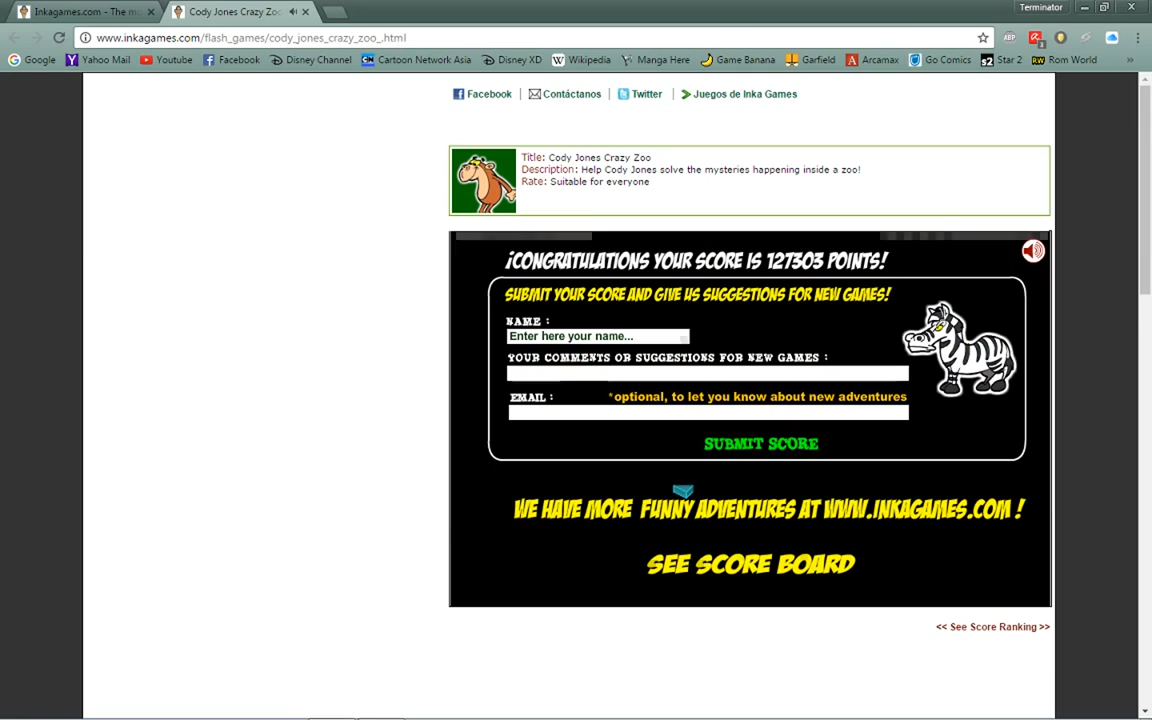 Inkagames.com - The m
Cody Jones Crazy Zo
Terminator
www.inkagames.com/flash_games/cody_jones_crazy_zoo_.html
Google Yahoo Mail Youtube Facebook Disney Channel Cartoon Network Asia Disney XD Wikipedia Manga Here Game Banana Garfield Arcamax Go Comics Star 2 Rom World »
Facebook | Contáctanos | Twitter | Juegos de Inka Games
Title: Cody Jones Crazy Zoo
Description: Help Cody Jones solve the mysteries happening inside a zoo!
Rate: Suitable for everyone
¡CONGRATULATIONS YOUR SCORE IS 127303 POINTS!
SUBMIT YOUR SCORE AND GIVE US SUGGESTIONS FOR NEW GAMES!
NAME :
Enter here your name...
YOUR COMMENTS OR SUGGESTIONS FOR NEW GAMES :
EMAIL : *optional, to let you know about new adventures
SUBMIT SCORE
WE HAVE MORE FUNNY ADVENTURES AT WWW.INKAGAMES.COM !
SEE SCORE BOARD
<< See Score Ranking >>